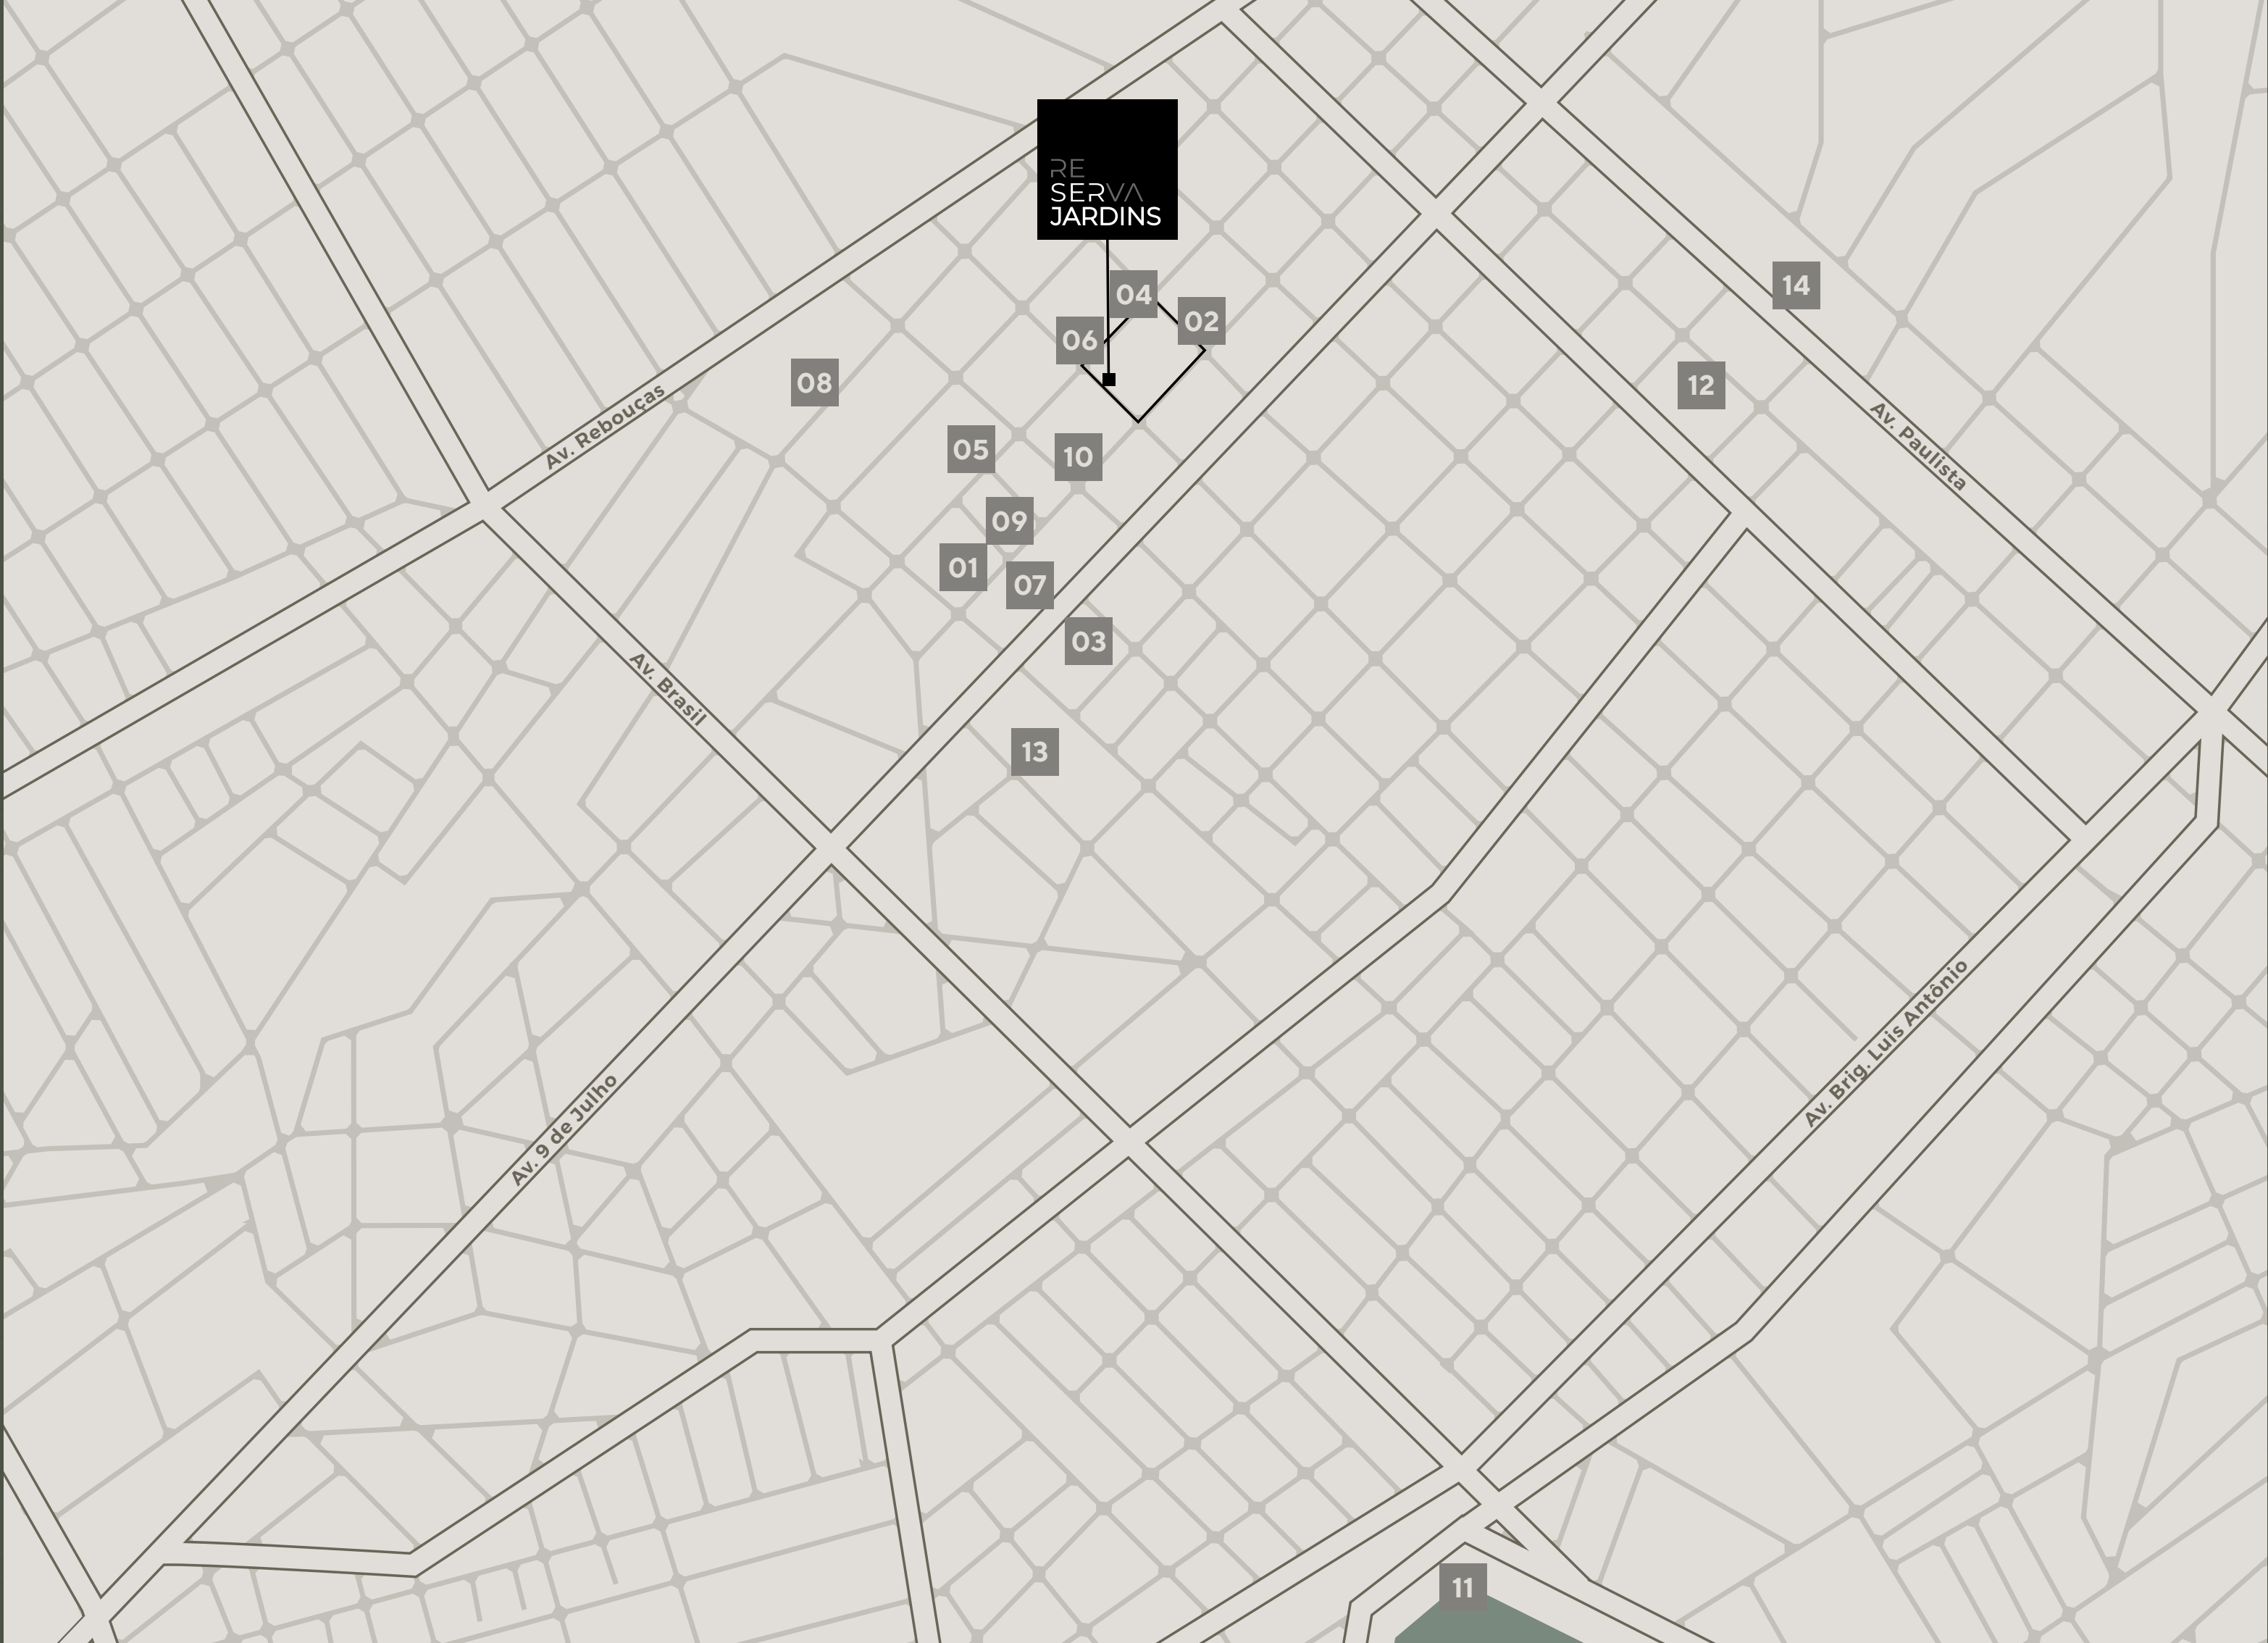 RE
SERVA
JARDINS
04
14
02
06
08
12
Av. Rebouças
Av. Paulista
05
10
09
01
07
03
Av. Brasil
13
Av. Brig. Luis Antônio
Av. 9 de Julho
11